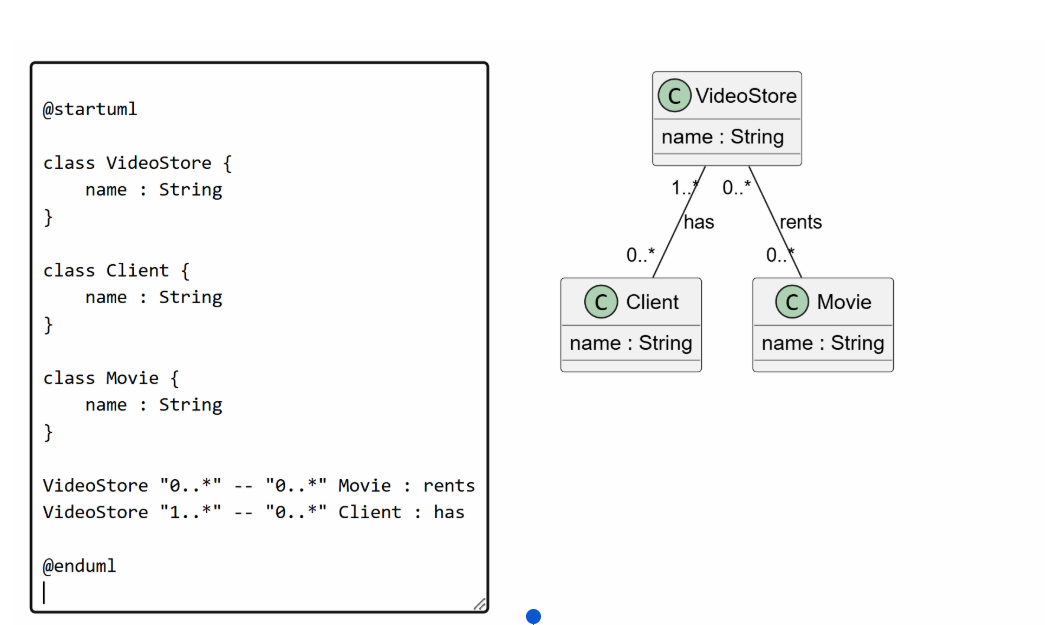 @startuml
class VideoStore {
    name : String
}
class Client {
    name : String
}
class Movie {
    name : String
}
VideoStore "0..*" -- "0..*" Movie : rents
VideoStore "1..*" -- "0..*" Client : has
@enduml
C VideoStore
name : String
1..* 0..*
has rents
0..* 0..*
C Client
name : String
C Movie
name : String